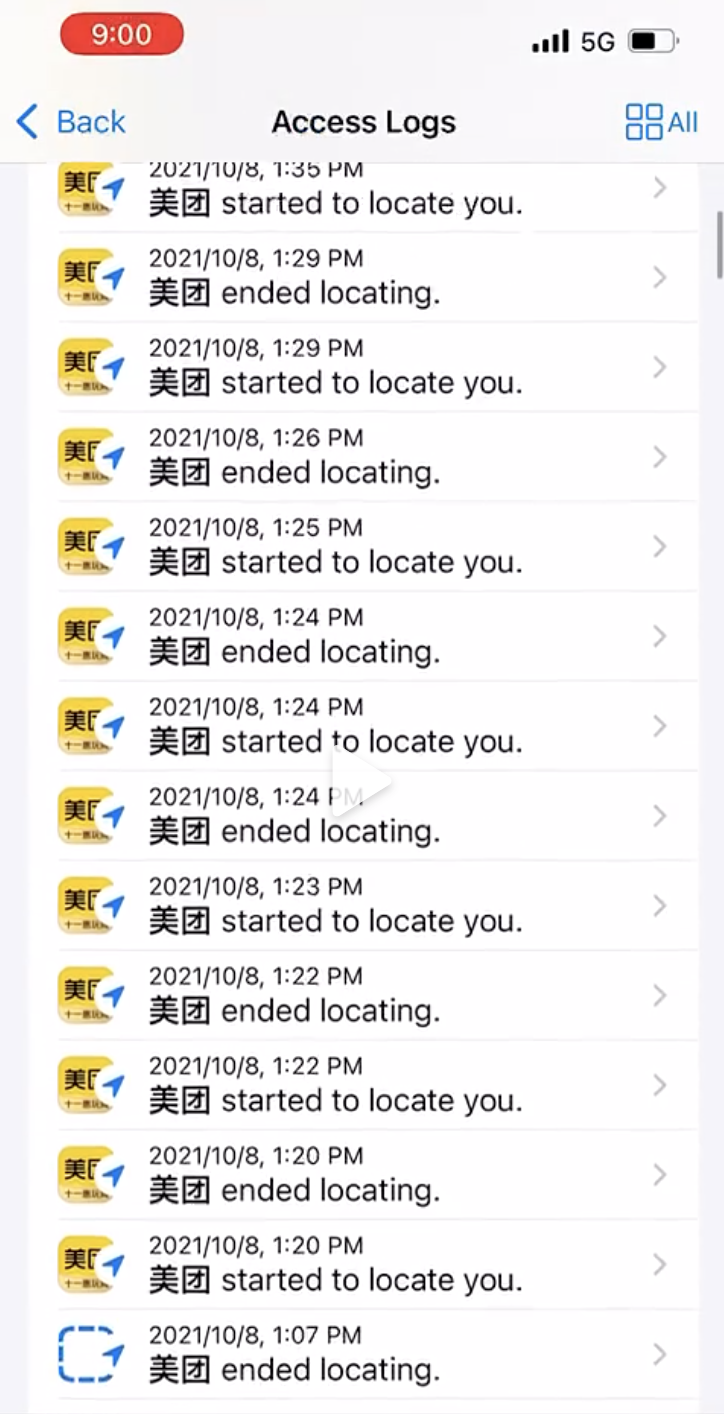 9:00
5G
Back
Access Logs
All
2021/10/8, 1:35 PM
美团 started to locate you.
2021/10/8, 1:29 PM
美团 ended locating.
2021/10/8, 1:29 PM
美团 started to locate you.
2021/10/8, 1:26 PM
美团 ended locating.
2021/10/8, 1:25 PM
美团 started to locate you.
2021/10/8, 1:24 PM
美团 ended locating.
2021/10/8, 1:24 PM
美团 started to locate you.
2021/10/8, 1:24 PM
美团 ended locating.
2021/10/8, 1:23 PM
美团 started to locate you.
2021/10/8, 1:22 PM
美团 ended locating.
2021/10/8, 1:22 PM
美团 started to locate you.
2021/10/8, 1:20 PM
美团 ended locating.
2021/10/8, 1:20 PM
美团 started to locate you.
2021/10/8, 1:07 PM
美团 ended locating.